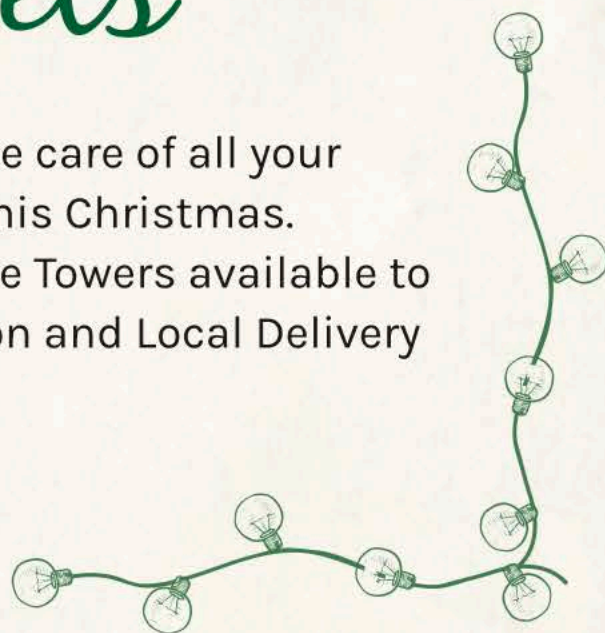 e care of all your
his Christmas.
e Towers available to
on and Local Delivery